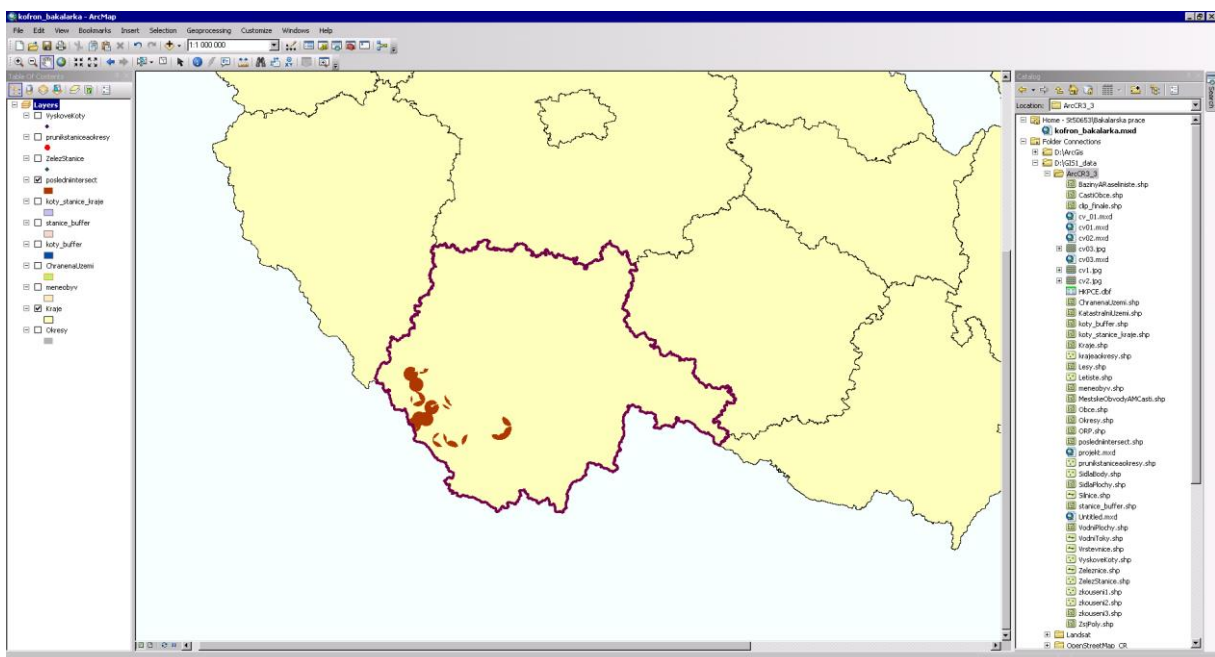 kofron_bakalarka - ArcMap
File Edit View Bookmarks Insert Selection Geoprocessing Customize Windows Help
1:1 000 000
Table Of Contents
Layers
VyskoveKoty
prunikstaniceaokresy
ZelezStanice
posledniintersect
koty_stanice_kraje
stanice_buffer
koty_buffer
ChranenaUzemi
meneobyv
Kraje
Okresy
Catalog
Location: ArcCR3_3
Home - St50653\Bakalarska prace
kofron_bakalarka.mxd
Folder Connections
D:\ArcGis
D:\GIS1_data
ArcCR3_3
BazinyARaseliniste.shp
CastiObce.shp
clip_finale.shp
cv_01.mxd
cv01.mxd
cv02.mxd
cv03.jpg
cv03.mxd
cv1.jpg
cv2.jpg
HKPCE.dbf
ChranenaUzemi.shp
KatastralniUzemi.shp
koty_buffer.shp
koty_stanice_kraje.shp
Kraje.shp
krajeaokresy.shp
Lesy.shp
Letiste.shp
meneobyv.shp
MestskeObvodyAMCasti.shp
Obce.shp
Okresy.shp
ORP.shp
posledniintersect.shp
projekt.mxd
prunikstaniceaokresy.shp
SidlaBody.shp
SidlaPlochy.shp
Silnice.shp
stanice_buffer.shp
Untitled.mxd
VodniPlochy.shp
VodniToky.shp
Vrstevnice.shp
VyskoveKoty.shp
Zeleznice.shp
ZelezStanice.shp
zkouseni1.shp
zkouseni2.shp
zkouseni3.shp
ZsjPoly.shp
Landsat
OpenStreetMap_CR
Search